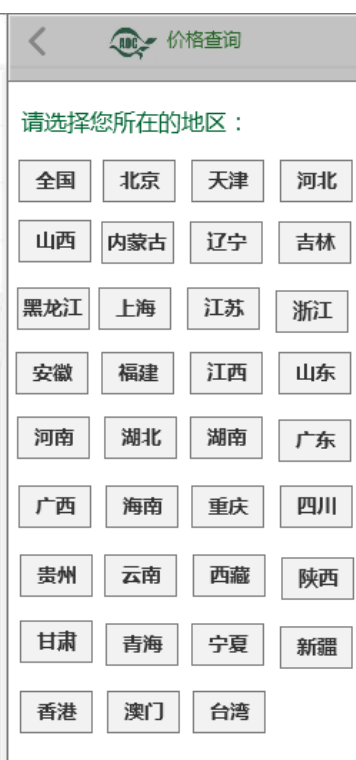 ADC 价格查询
请选择您所在的地区：
全国 北京 天津 河北
山西 内蒙古 辽宁 吉林
黑龙江 上海 江苏 浙江
安徽 福建 江西 山东
河南 湖北 湖南 广东
广西 海南 重庆 四川
贵州 云南 西藏 陕西
甘肃 青海 宁夏 新疆
香港 澳门 台湾